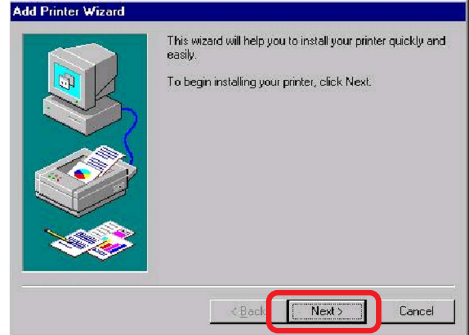 Add Printer Wizard
This wizard will help you to install your printer quickly and
easily.
To begin installing your printer, click Next.
< Back
Next >
Cancel